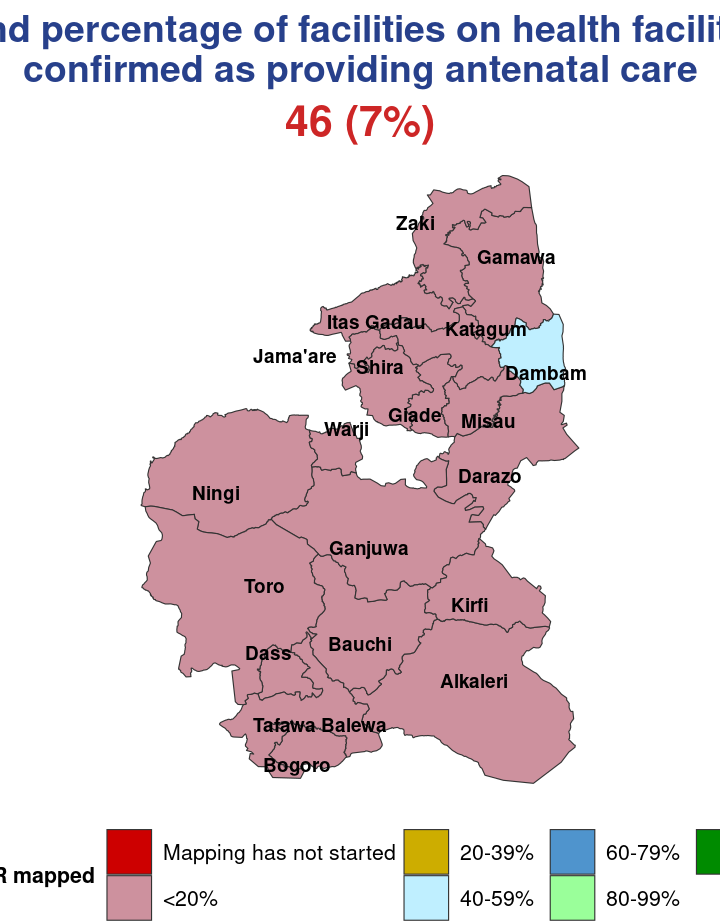 percentage of facilities on health
confirmed as providing antenatal care
46 (7%)
Zaki
Gamawa
Itas Gadau
Katagum
Jama'are
Shira
Dambam
Giade
Misau
Warji
Darazo
Ningi
Ganjuwa
Toro
Kirfi
Bauchi
Dass
Alkaleri
Tafawa Balewa
Bogoro
mapped
Mapping has not started
20-39%
60-79%
<20%
40-59%
80-99%